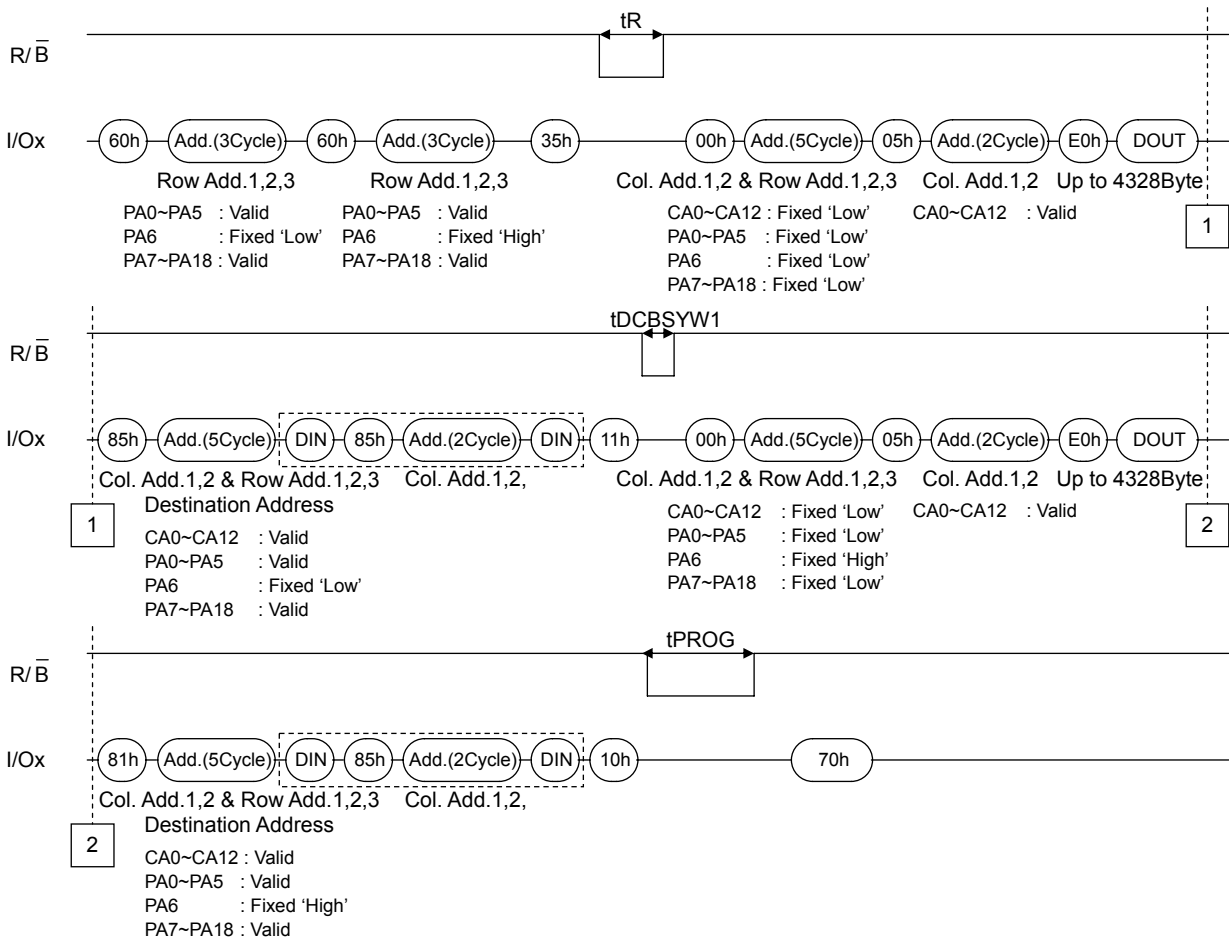 tR
R/B
I/Ox 60h Add.(3Cycle) 60h Add.(3Cycle) 35h 00h Add.(5Cycle) 05h Add.(2Cycle) E0h DOUT
Row Add.1,2,3 Row Add.1,2,3 Col. Add.1,2 & Row Add.1,2,3 Col. Add.1,2 Up to 4328Byte
PA0~PA5 : Valid PA0~PA5 : Valid CA0~CA12 : Fixed ‘Low’ CA0~CA12 : Valid
PA6 : Fixed ‘Low’ PA6 : Fixed ‘High’ PA0~PA5 : Fixed ‘Low’
PA7~PA18 : Valid PA7~PA18 : Valid PA6 : Fixed ‘Low’
PA7~PA18 : Fixed ‘Low’
1
tDCBSYW1
R/B
I/Ox 85h Add.(5Cycle) DIN 85h Add.(2Cycle) DIN 11h 00h Add.(5Cycle) 05h Add.(2Cycle) E0h DOUT
Col. Add.1,2 & Row Add.1,2,3 Col. Add.1,2, Col. Add.1,2 & Row Add.1,2,3 Col. Add.1,2 Up to 4328Byte
1
Destination Address
CA0~CA12 : Valid
PA0~PA5 : Valid
PA6 : Fixed ‘Low’
PA7~PA18 : Valid
CA0~CA12 : Fixed ‘Low’ CA0~CA12 : Valid
PA0~PA5 : Fixed ‘Low’
PA6 : Fixed ‘High’
PA7~PA18 : Fixed ‘Low’
2
tPROG
R/B
I/Ox 81h Add.(5Cycle) DIN 85h Add.(2Cycle) DIN 10h 70h
Col. Add.1,2 & Row Add.1,2,3 Col. Add.1,2,
2
Destination Address
CA0~CA12 : Valid
PA0~PA5 : Valid
PA6 : Fixed ‘High’
PA7~PA18 : Valid